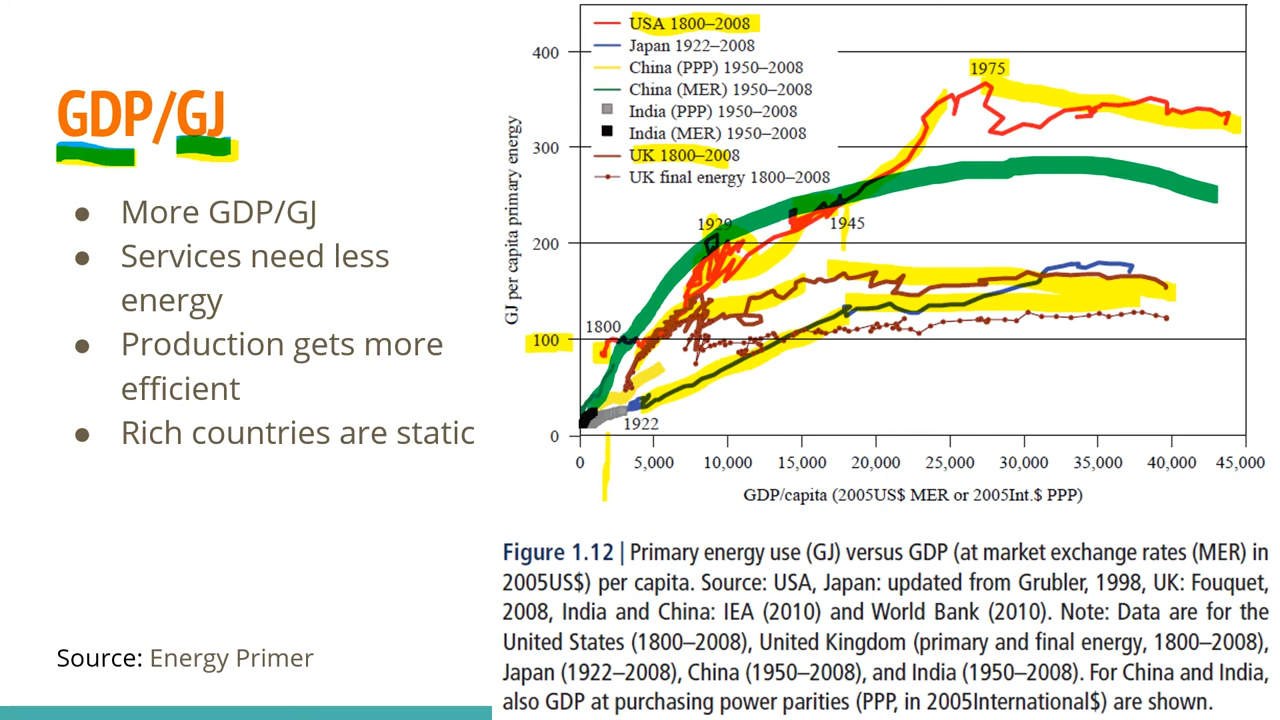 GDP/GJ
● More GDP/GJ
● Services need less
energy
● Production gets more
efficient
● Rich countries are static
Source: Energy Primer
USA 1800–2008
Japan 1922–2008
China (PPP) 1950–2008
China (MER) 1950–2008
India (PPP) 1950–2008
India (MER) 1950–2008
UK 1800–2008
UK final energy 1800–2008
GJ per capita primary energy
400
300
200
100
0
1975
1929
1945
1800
1922
0 5,000 10,000 15,000 20,000 25,000 30,000 35,000 40,000 45,000
GDP/capita (2005US$ MER or 2005Int.$ PPP)
Figure 1.12 | Primary energy use (GJ) versus GDP (at market exchange rates (MER) in
2005US$) per capita. Source: USA, Japan: updated from Grubler, 1998, UK: Fouquet,
2008, India and China: IEA (2010) and World Bank (2010). Note: Data are for the
United States (1800–2008), United Kingdom (primary and final energy, 1800–2008),
Japan (1922–2008), China (1950–2008), and India (1950–2008). For China and India,
also GDP at purchasing power parities (PPP, in 2005International$) are shown.